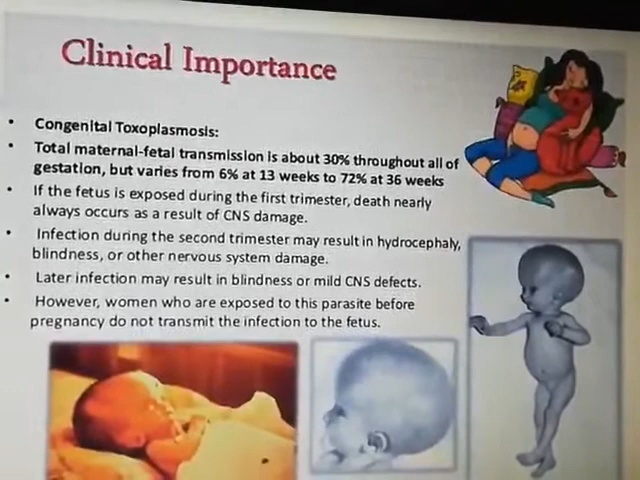 Clinical Importance
• Congenital Toxoplasmosis:
• Total maternal-fetal transmission is about 30% throughout all of
gestation, but varies from 6% at 13 weeks to 72% at 36 weeks
• If the fetus is exposed during the first trimester, death nearly
always occurs as a result of CNS damage.
• Infection during the second trimester may result in hydrocephaly,
blindness, or other nervous system damage.
• Later infection may result in blindness or mild CNS defects.
• However, women who are exposed to this parasite before
pregnancy do not transmit the infection to the fetus.